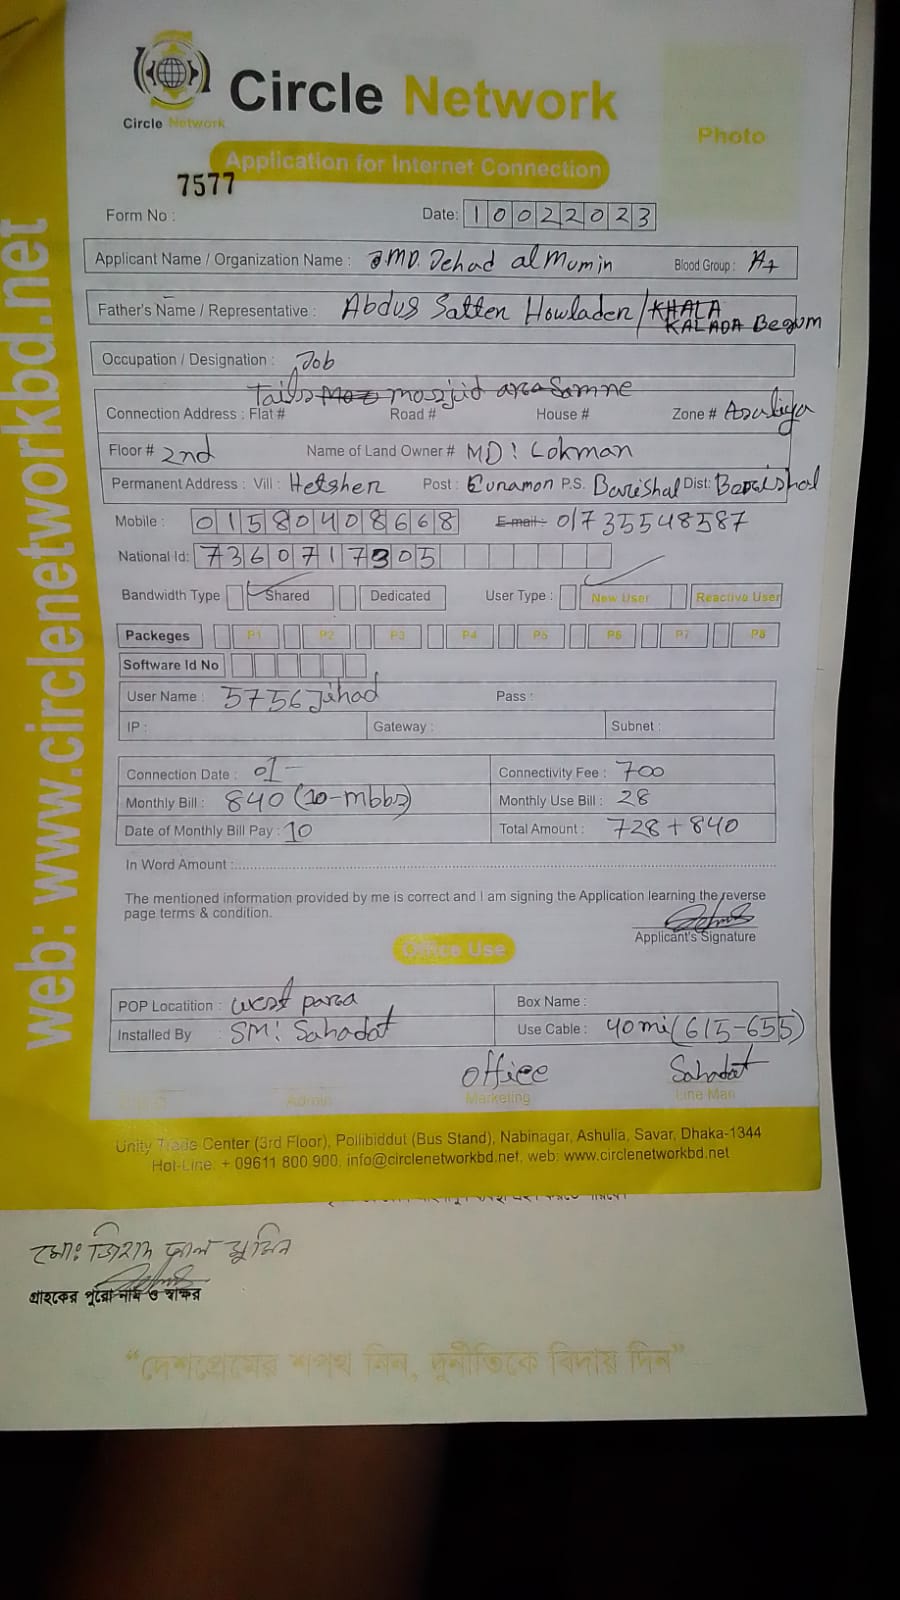 Circle Network
Circle Network
Photo
Application for Internet Connection
7577
Form No :
Date: 10022023
Applicant Name / Organization Name : MD. Jehad al Mumin Blood Group : A+
Father's Name / Representative : Abdus Satter Howlader / KALADA Begum
Occupation / Designation : Job
mosjid area Samne
Connection Address : Flat # Road # House # Zone # Asuliya
Floor # 2nd Name of Land Owner # MD: Lokman
Permanent Address : Vill : Post : P.S. Barishal Dist: Barishal
Mobile : 01580408668 E-mail : 01735548587
National Id: 7360717305
Bandwidth Type Shared Dedicated User Type : New User Reactive User
Packeges P1 P2 P3 P4 P5 P6 P7 P8
Software Id No
User Name : 5756Jihad Pass :
IP : Gateway : Subnet :
Connection Date : 01- Connectivity Fee : 700
Monthly Bill : 840 (20-mbbs) Monthly Use Bill : 28
Date of Monthly Bill Pay : 10 Total Amount : 728 + 840
In Word Amount :
The mentioned information provided by me is correct and I am signing the Application learning the reverse
page terms & condition.
Applicant's Signature
Office Use
POP Locatition : west para Box Name :
Installed By SM: Sahadat Use Cable : 40mi (615-655)
office Sahadat
Admin Marketing Line Man
Unity Trade Center (3rd Floor), Pollibiddut (Bus Stand), Nabinagar, Ashulia, Savar, Dhaka-1344
Hot-Line. + 09611 800 900, info@circlenetworkbd.net, web: www.circlenetworkbd.net
web: www.circlenetworkbd.net
মোঃ জিহাদ আল মুমিন
গ্রাহকের পুরো নাম ও স্বাক্ষর
“দেশপ্রেমের শপথ নিন, দুর্নীতিকে বিদায় দিন”